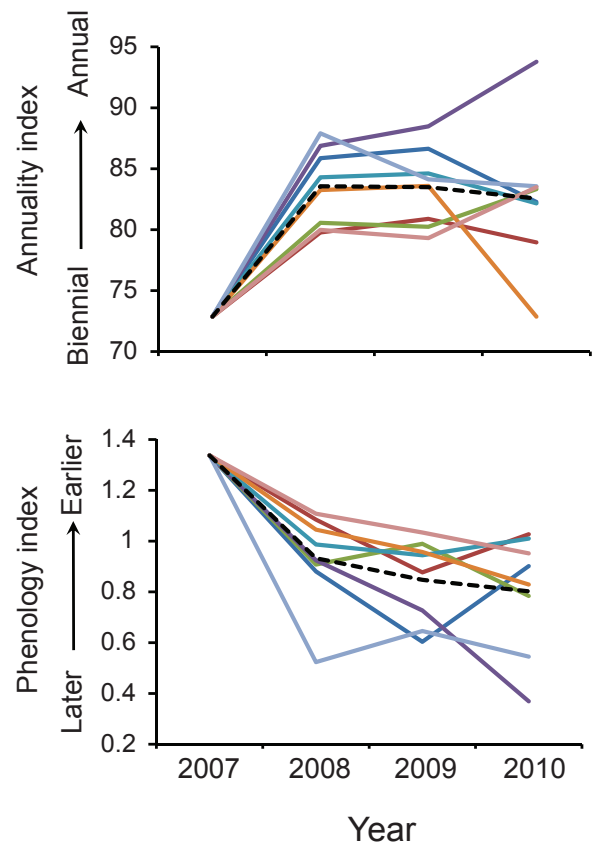 Annuality index
Biennial
Annual
95
90
85
80
75
70
Phenology index
Later
Earlier
1.4
1.2
1
0.8
0.6
0.4
0.2
2007 2008 2009 2010
Year